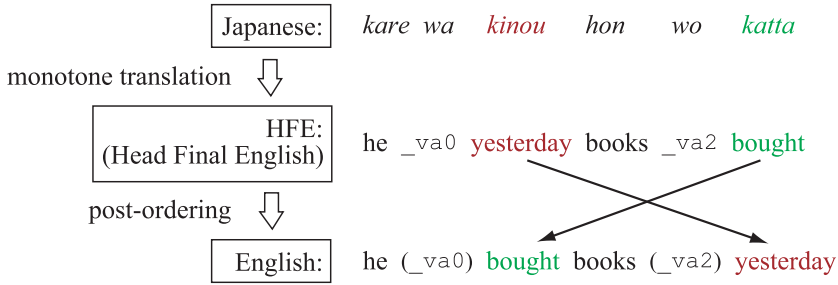 Japanese: kare wa kinou hon wo katta
monotone translation
HFE:
(Head Final English) he _va0 yesterday books _va2 bought
post-ordering
English: he (_va0) bought books (_va2) yesterday